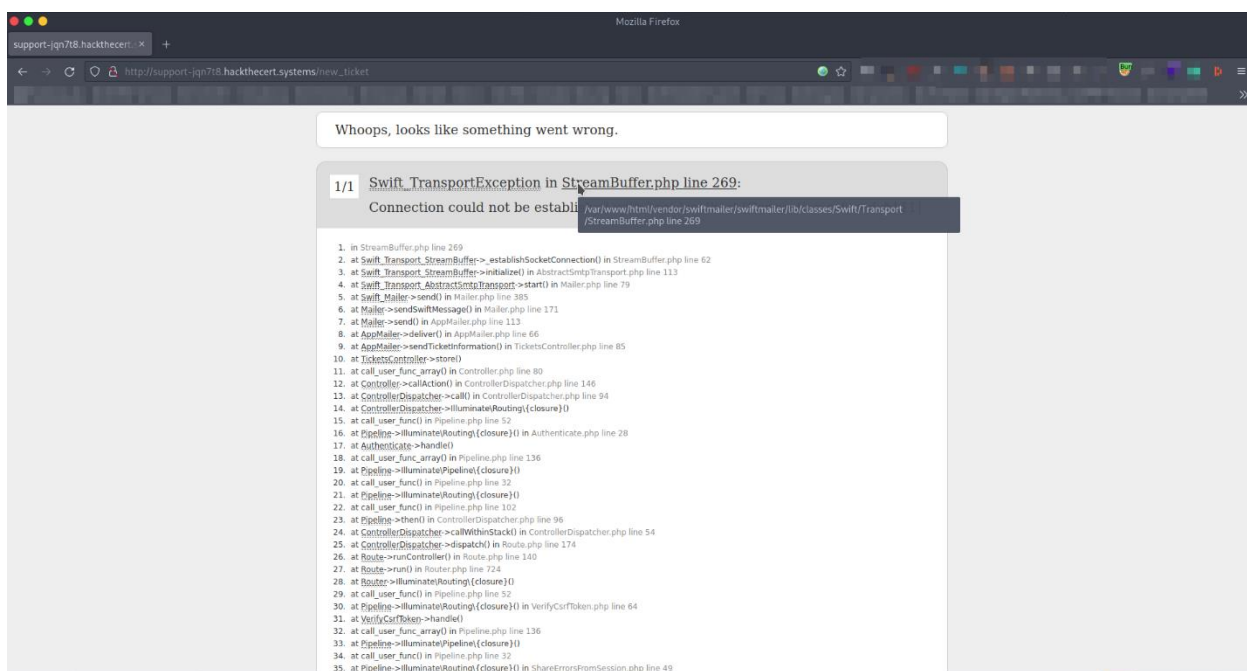 Mozilla Firefox
support-jqn7t8.hackthecert.
http://support-jqn7t8.hackthecert.systems/new_ticket
Whoops, looks like something went wrong.
1/1 Swift_TransportException in StreamBuffer.php line 269:
Connection could not be establi
/var/www/html/vendor/swiftmailer/swiftmailer/lib/classes/Swift/Transport
/StreamBuffer.php line 269
1. in StreamBuffer.php line 269
2. at Swift_Transport_StreamBuffer->_establishSocketConnection() in StreamBuffer.php line 62
3. at Swift_Transport_StreamBuffer->initialize() in AbstractSmtpTransport.php line 113
4. at Swift_Transport_AbstractSmtpTransport->start() in Mailer.php line 79
5. at Swift_Mailer->send() in Mailer.php line 385
6. at Mailer->sendSwiftMessage() in Mailer.php line 171
7. at Mailer->send() in AppMailer.php line 113
8. at AppMailer->deliver() in AppMailer.php line 66
9. at AppMailer->sendTicketInformation() in TicketsController.php line 85
10. at TicketsController->store()
11. at call_user_func_array() in Controller.php line 80
12. at Controller->callAction() in ControllerDispatcher.php line 146
13. at ControllerDispatcher->call() in ControllerDispatcher.php line 94
14. at ControllerDispatcher->Illuminate\Routing\{closure}()
15. at call_user_func() in Pipeline.php line 52
16. at Pipeline->Illuminate\Routing\{closure}() in Authenticate.php line 28
17. at Authenticate->handle()
18. at call_user_func_array() in Pipeline.php line 136
19. at Pipeline->Illuminate\Pipeline\{closure}()
20. at call_user_func() in Pipeline.php line 32
21. at Pipeline->Illuminate\Routing\{closure}()
22. at call_user_func() in Pipeline.php line 102
23. at Pipeline->then() in ControllerDispatcher.php line 96
24. at ControllerDispatcher->callWithinStack() in ControllerDispatcher.php line 54
25. at ControllerDispatcher->dispatch() in Route.php line 174
26. at Route->runController() in Route.php line 140
27. at Route->run() in Router.php line 724
28. at Router->Illuminate\Routing\{closure}()
29. at call_user_func() in Pipeline.php line 52
30. at Pipeline->Illuminate\Routing\{closure}() in VerifyCsrfToken.php line 64
31. at VerifyCsrfToken->handle()
32. at call_user_func_array() in Pipeline.php line 136
33. at Pipeline->Illuminate\Pipeline\{closure}()
34. at call_user_func() in Pipeline.php line 32
35. at Pipeline->Illuminate\Routing\{closure}() in ShareErrorsFromSession.php line 49